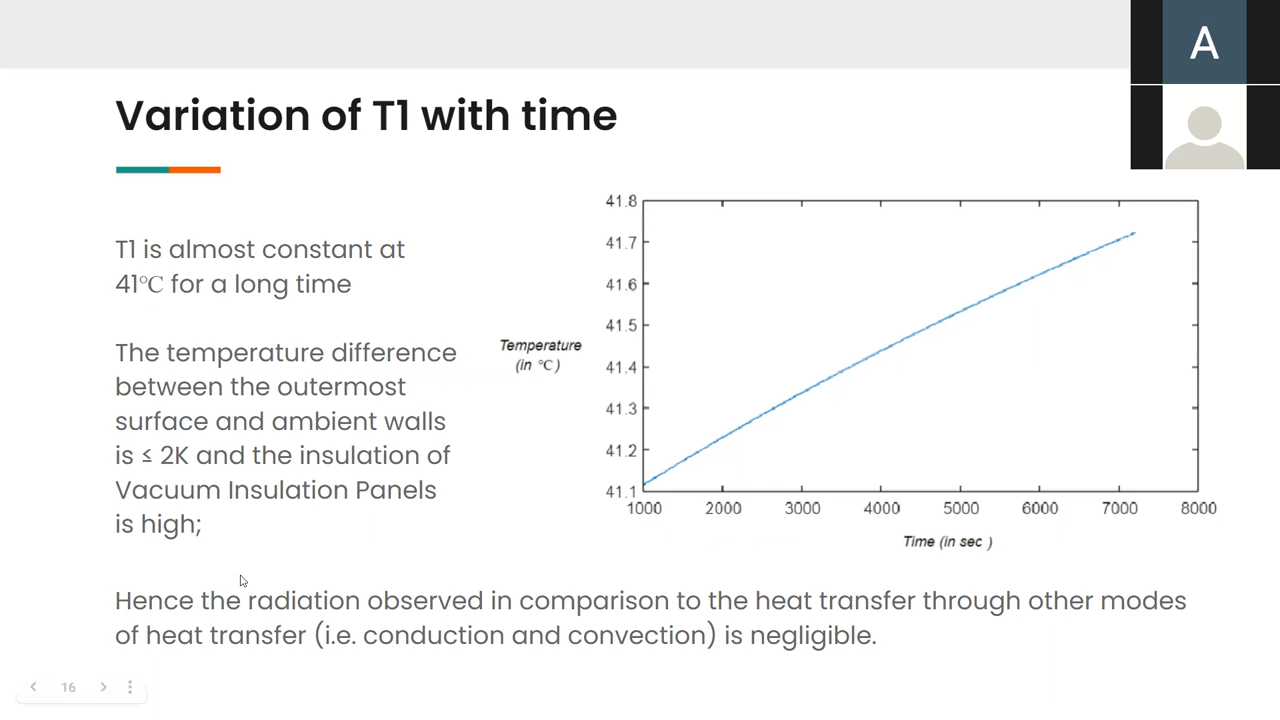 A
Variation of T1 with time
T1 is almost constant at
41℃ for a long time
The temperature difference
between the outermost
surface and ambient walls
is ≤ 2K and the insulation of
Vacuum Insulation Panels
is high;
Temperature
(in ℃)
41.8
41.7
41.6
41.5
41.4
41.3
41.2
41.1
1000 2000 3000 4000 5000 6000 7000 8000
Time (in sec )
Hence the radiation observed in comparison to the heat transfer through other modes
of heat transfer (i.e. conduction and convection) is negligible.
16